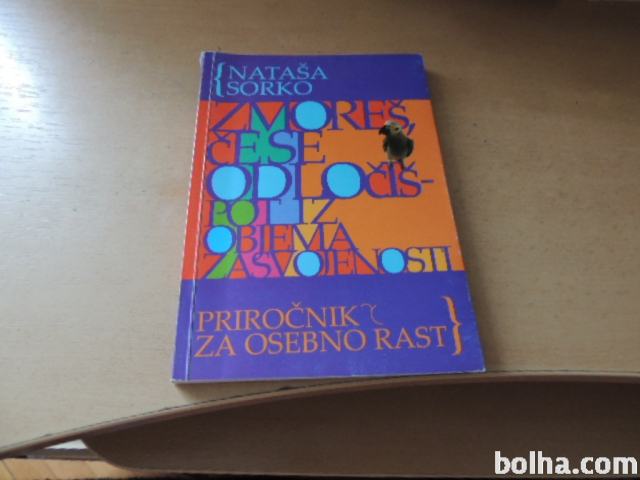 {NATAŠA
SORKO
ZMOREŠ,
ČE SE
ODLOČIŠ-
POT IZ
OBJEMA
ZASVOJENOSTI
PRIROČNIK
ZA OSEBNO RAST}
bolha.com